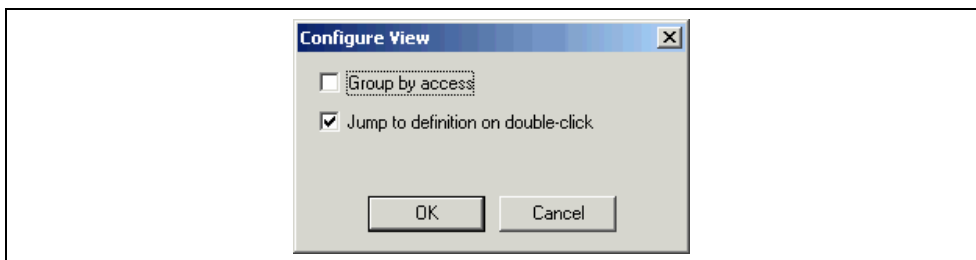 Configure View
Group by access
Jump to definition on double-click
OK Cancel